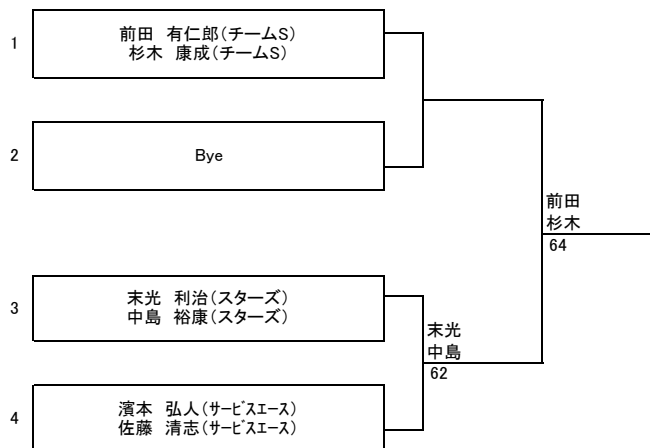 1
前田　有仁郎(チームS)
杉木　康成(チームS)
2
Bye
前田
杉木
64
3
末光　利治(スターズ)
中島　裕康(スターズ)
末光
中島
62
4
濱本　弘人(ｻｰﾋﾞｽｴｰｽ)
佐藤　清志(ｻｰﾋﾞｽｴｰｽ)